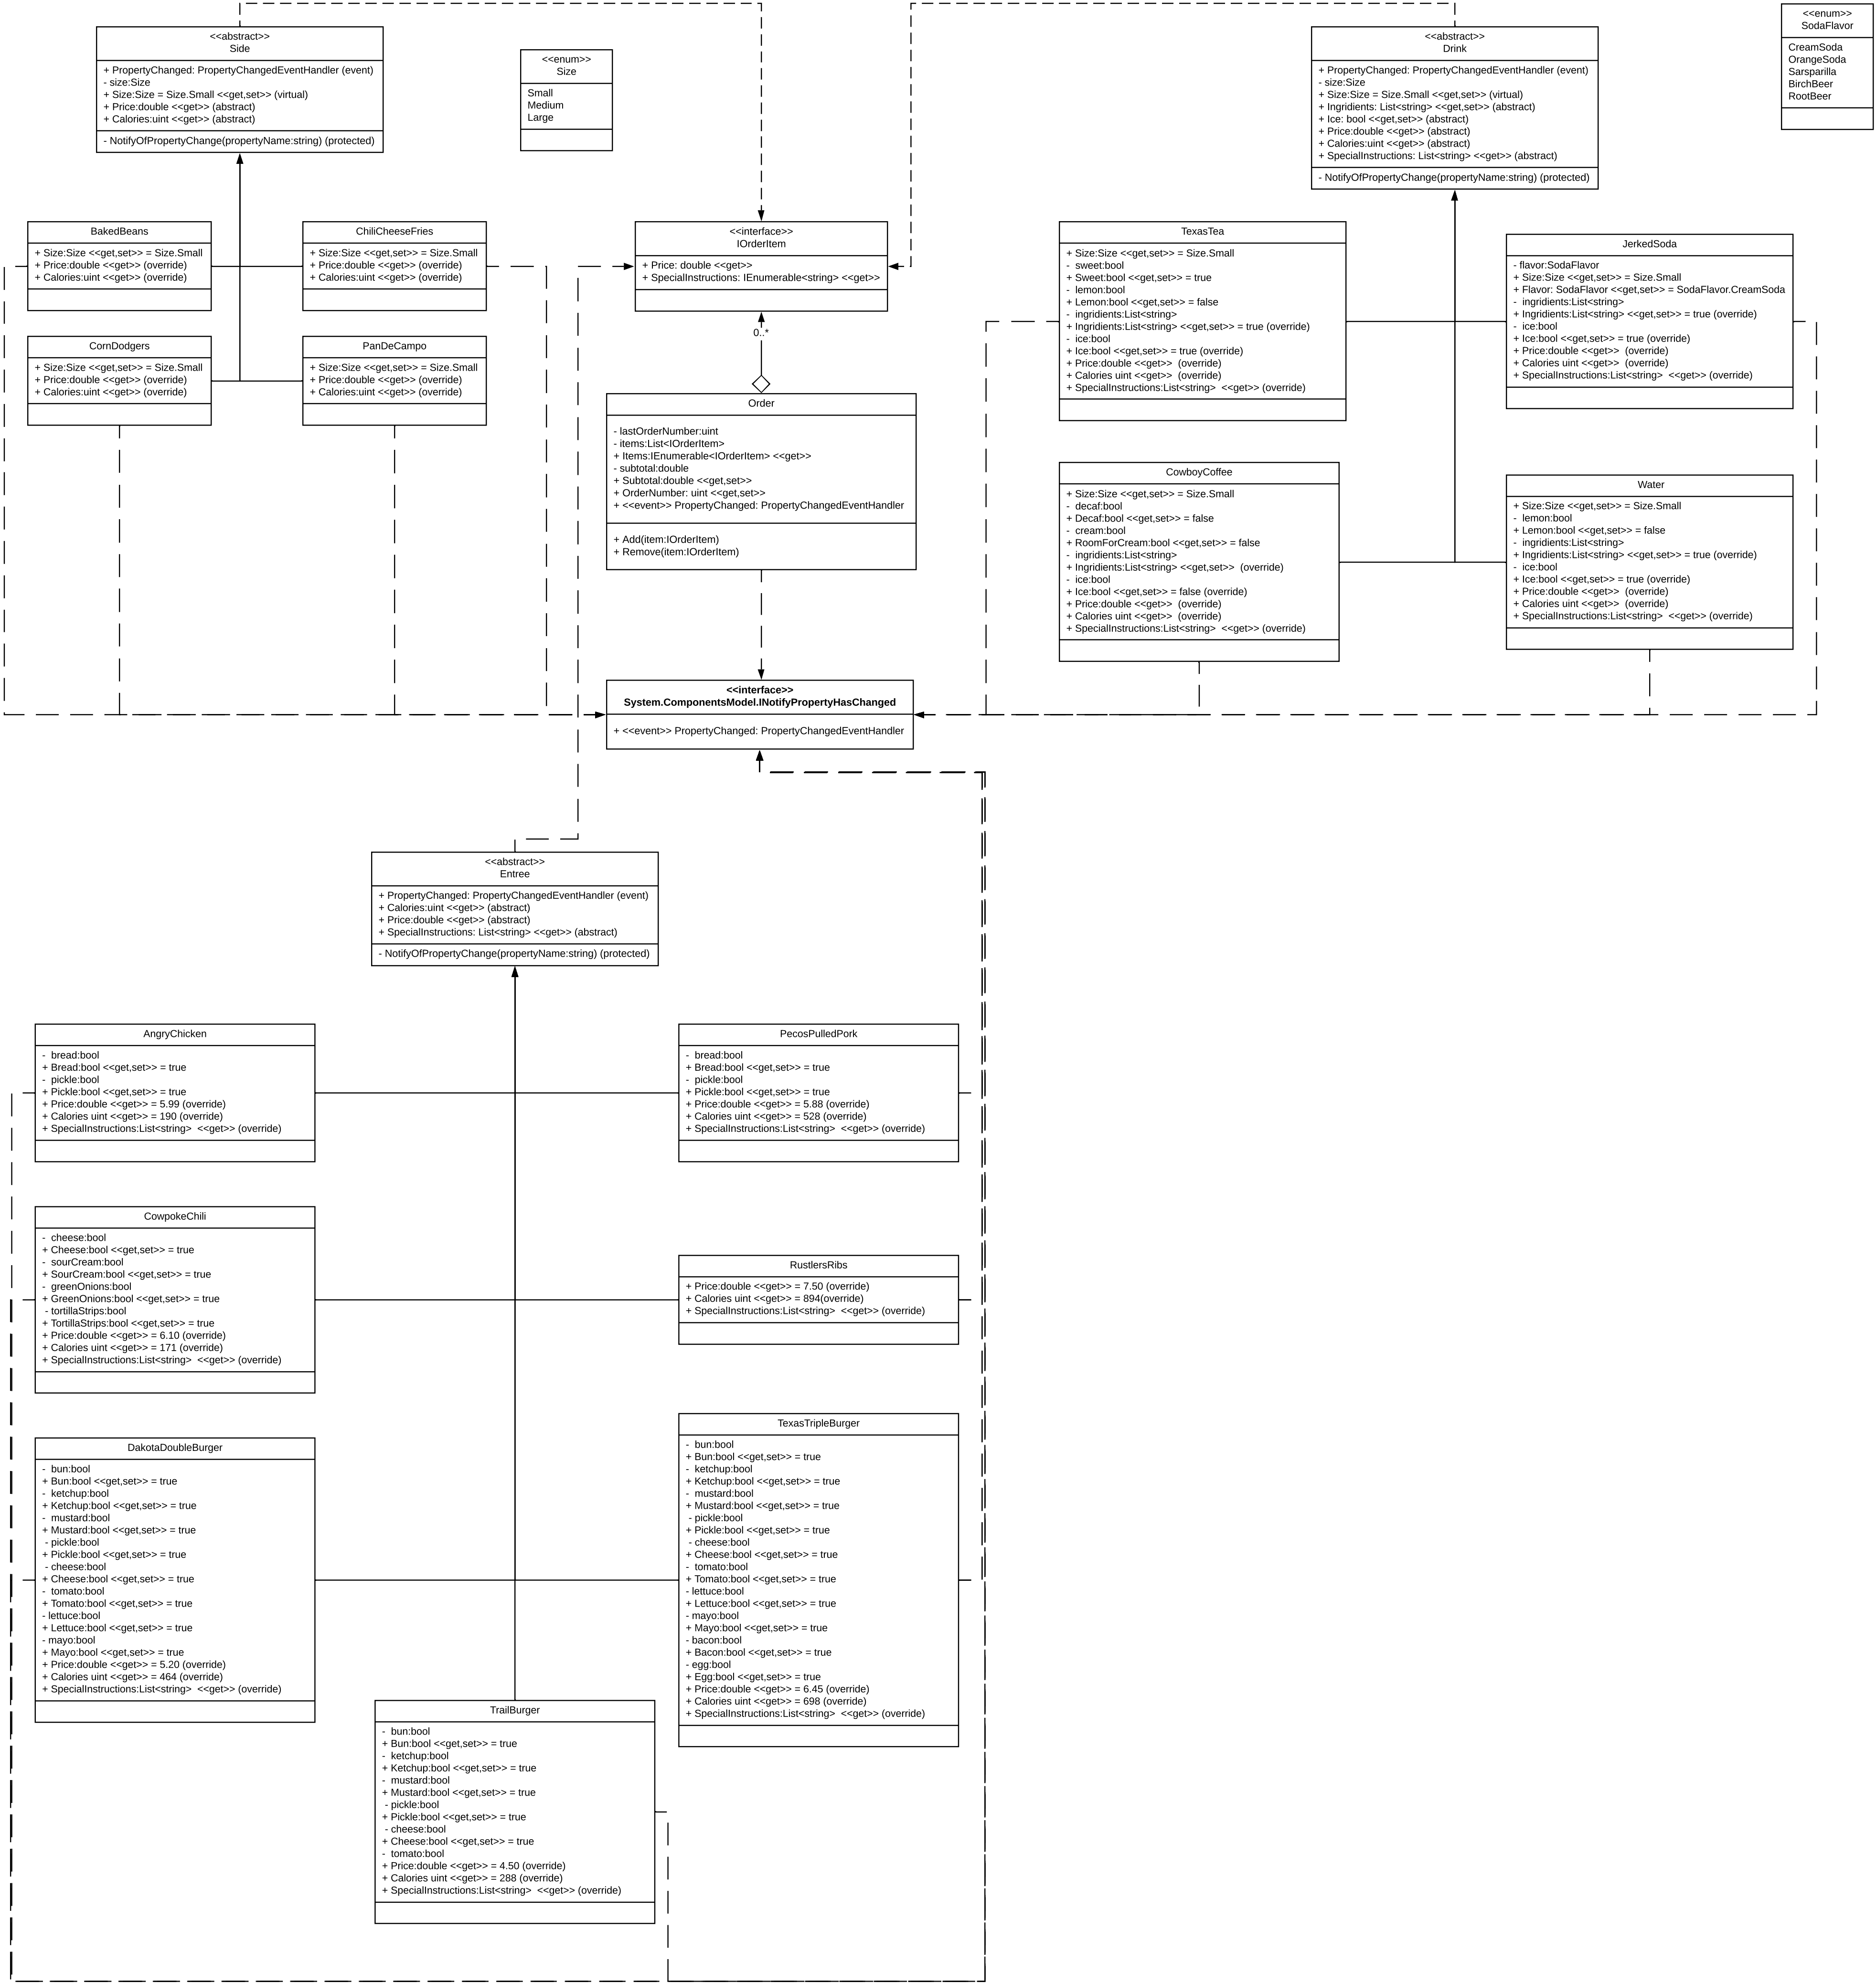 <<abstract>>
Side
+ PropertyChanged: PropertyChangedEventHandler (event)
- size:Size
+ Size:Size = Size.Small <<get,set>> (virtual)
+ Price:double <<get>> (abstract)
+ Calories:uint <<get>> (abstract)
- NotifyOfPropertyChange(propertyName:string) (protected)
<<enum>>
Size
Small
Medium
Large
<<abstract>>
Drink
+ PropertyChanged: PropertyChangedEventHandler (event)
- size:Size
+ Size:Size = Size.Small <<get,set>> (virtual)
+ Ingridients: List<string> <<get,set>> (abstract)
+ Ice: bool <<get,set>> (abstract)
+ Price:double <<get>> (abstract)
+ Calories:uint <<get>> (abstract)
+ SpecialInstructions: List<string> <<get>> (abstract)
- NotifyOfPropertyChange(propertyName:string) (protected)
<<enum>>
SodaFlavor
CreamSoda
OrangeSoda
Sarsparilla
BirchBeer
RootBeer
BakedBeans
+ Size:Size <<get,set>> = Size.Small
+ Price:double <<get>> (override)
+ Calories:uint <<get>> (override)
ChiliCheeseFries
+ Size:Size <<get,set>> = Size.Small
+ Price:double <<get>> (override)
+ Calories:uint <<get>> (override)
<<interface>>
IOrderItem
+ Price: double <<get>>
+ SpecialInstructions: IEnumerable<string> <<get>>
0..*
CornDodgers
+ Size:Size <<get,set>> = Size.Small
+ Price:double <<get>> (override)
+ Calories:uint <<get>> (override)
PanDeCampo
+ Size:Size <<get,set>> = Size.Small
+ Price:double <<get>> (override)
+ Calories:uint <<get>> (override)
Order
- lastOrderNumber:uint
- items:List<IOrderItem>
+ Items:IEnumerable<IOrderItem> <<get>>
- subtotal:double
+ Subtotal:double <<get,set>>
+ OrderNumber: uint <<get,set>>
+ <<event>> PropertyChanged: PropertyChangedEventHandler
+ Add(item:IOrderItem)
+ Remove(item:IOrderItem)
TexasTea
+ Size:Size <<get,set>> = Size.Small
-  sweet:bool
+ Sweet:bool <<get,set>> = true
-  lemon:bool
+ Lemon:bool <<get,set>> = false
-  ingridients:List<string>
+ Ingridients:List<string> <<get,set>> = true (override)
-  ice:bool
+ Ice:bool <<get,set>> = true (override)
+ Price:double <<get>>  (override)
+ Calories uint <<get>>  (override)
+ SpecialInstructions:List<string>  <<get>> (override)
JerkedSoda
- flavor:SodaFlavor
+ Size:Size <<get,set>> = Size.Small
+ Flavor: SodaFlavor <<get,set>> = SodaFlavor.CreamSoda
-  ingridients:List<string>
+ Ingridients:List<string> <<get,set>> = true (override)
-  ice:bool
+ Ice:bool <<get,set>> = true (override)
+ Price:double <<get>>  (override)
+ Calories uint <<get>>  (override)
+ SpecialInstructions:List<string>  <<get>> (override)
CowboyCoffee
+ Size:Size <<get,set>> = Size.Small
-  decaf:bool
+ Decaf:bool <<get,set>> = false
-  cream:bool
+ RoomForCream:bool <<get,set>> = false
-  ingridients:List<string>
+ Ingridients:List<string> <<get,set>>  (override)
-  ice:bool
+ Ice:bool <<get,set>> = false (override)
+ Price:double <<get>>  (override)
+ Calories uint <<get>>  (override)
+ SpecialInstructions:List<string>  <<get>> (override)
Water
+ Size:Size <<get,set>> = Size.Small
-  lemon:bool
+ Lemon:bool <<get,set>> = false
-  ingridients:List<string>
+ Ingridients:List<string> <<get,set>> = true (override)
-  ice:bool
+ Ice:bool <<get,set>> = true (override)
+ Price:double <<get>>  (override)
+ Calories uint <<get>>  (override)
+ SpecialInstructions:List<string>  <<get>> (override)
<<interface>>
System.ComponentsModel.INotifyPropertyHasChanged
+ <<event>> PropertyChanged: PropertyChangedEventHandler
<<abstract>>
Entree
+ PropertyChanged: PropertyChangedEventHandler (event)
+ Calories:uint <<get>> (abstract)
+ Price:double <<get>> (abstract)
+ SpecialInstructions: List<string> <<get>> (abstract)
- NotifyOfPropertyChange(propertyName:string) (protected)
AngryChicken
-  bread:bool
+ Bread:bool <<get,set>> = true
-  pickle:bool
+ Pickle:bool <<get,set>> = true
+ Price:double <<get>> = 5.99 (override)
+ Calories uint <<get>> = 190 (override)
+ SpecialInstructions:List<string>  <<get>> (override)
PecosPulledPork
-  bread:bool
+ Bread:bool <<get,set>> = true
-  pickle:bool
+ Pickle:bool <<get,set>> = true
+ Price:double <<get>> = 5.88 (override)
+ Calories uint <<get>> = 528 (override)
+ SpecialInstructions:List<string>  <<get>> (override)
CowpokeChili
-  cheese:bool
+ Cheese:bool <<get,set>> = true
-  sourCream:bool
+ SourCream:bool <<get,set>> = true
-  greenOnions:bool
+ GreenOnions:bool <<get,set>> = true
- tortillaStrips:bool
+ TortillaStrips:bool <<get,set>> = true
+ Price:double <<get>> = 6.10 (override)
+ Calories uint <<get>> = 171 (override)
+ SpecialInstructions:List<string>  <<get>> (override)
RustlersRibs
+ Price:double <<get>> = 7.50 (override)
+ Calories uint <<get>> = 894(override)
+ SpecialInstructions:List<string>  <<get>> (override)
DakotaDoubleBurger
-  bun:bool
+ Bun:bool <<get,set>> = true
-  ketchup:bool
+ Ketchup:bool <<get,set>> = true
-  mustard:bool
+ Mustard:bool <<get,set>> = true
- pickle:bool
+ Pickle:bool <<get,set>> = true
- cheese:bool
+ Cheese:bool <<get,set>> = true
-  tomato:bool
+ Tomato:bool <<get,set>> = true
- lettuce:bool
+ Lettuce:bool <<get,set>> = true
- mayo:bool
+ Mayo:bool <<get,set>> = true
+ Price:double <<get>> = 5.20 (override)
+ Calories uint <<get>> = 464 (override)
+ SpecialInstructions:List<string>  <<get>> (override)
TexasTripleBurger
-  bun:bool
+ Bun:bool <<get,set>> = true
-  ketchup:bool
+ Ketchup:bool <<get,set>> = true
-  mustard:bool
+ Mustard:bool <<get,set>> = true
- pickle:bool
+ Pickle:bool <<get,set>> = true
- cheese:bool
+ Cheese:bool <<get,set>> = true
-  tomato:bool
+ Tomato:bool <<get,set>> = true
- lettuce:bool
+ Lettuce:bool <<get,set>> = true
- mayo:bool
+ Mayo:bool <<get,set>> = true
- bacon:bool
+ Bacon:bool <<get,set>> = true
- egg:bool
+ Egg:bool <<get,set>> = true
+ Price:double <<get>> = 6.45 (override)
+ Calories uint <<get>> = 698 (override)
+ SpecialInstructions:List<string>  <<get>> (override)
TrailBurger
-  bun:bool
+ Bun:bool <<get,set>> = true
-  ketchup:bool
+ Ketchup:bool <<get,set>> = true
-  mustard:bool
+ Mustard:bool <<get,set>> = true
- pickle:bool
+ Pickle:bool <<get,set>> = true
- cheese:bool
+ Cheese:bool <<get,set>> = true
-  tomato:bool
+ Price:double <<get>> = 4.50 (override)
+ Calories uint <<get>> = 288 (override)
+ SpecialInstructions:List<string>  <<get>> (override)